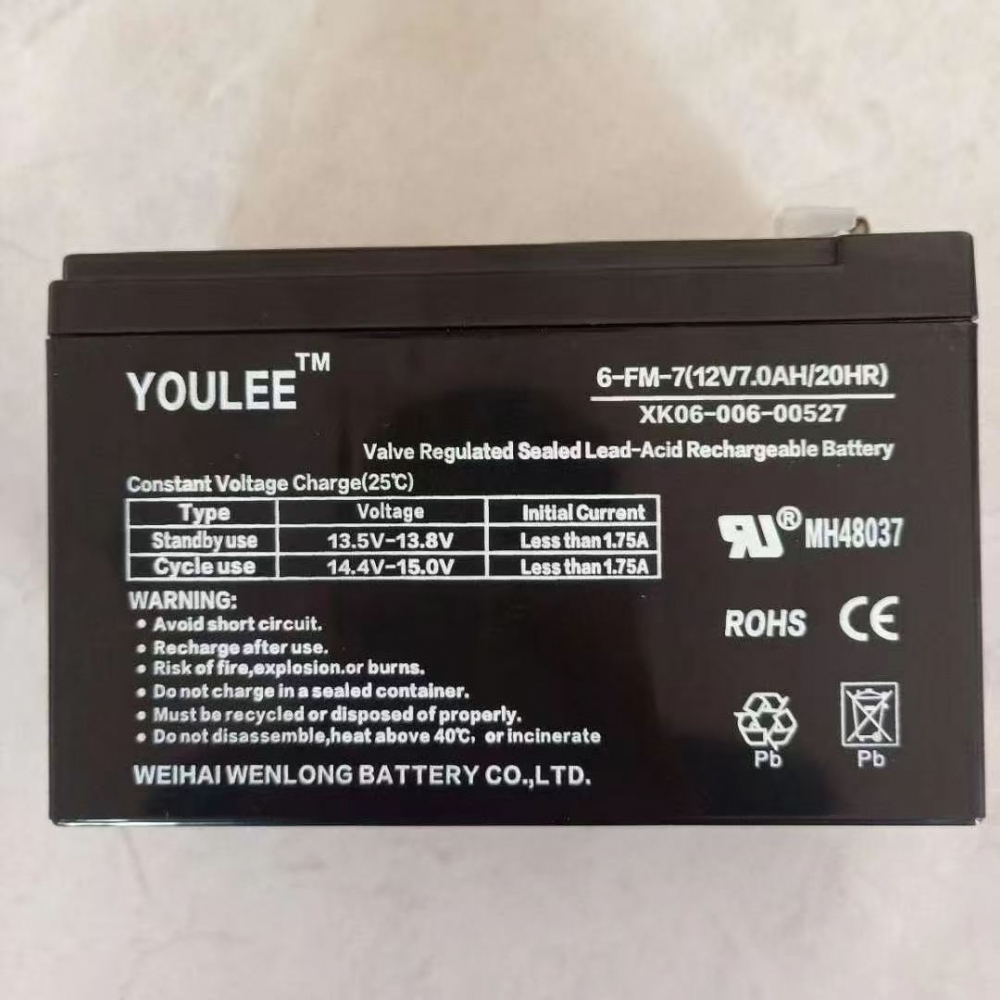 YOULEE™
6-FM-7(12V7.0AH/20HR)
XK06-006-00527
Valve Regulated Sealed Lead-Acid Rechargeable Battery
Constant Voltage Charge(25℃)
Type Voltage Initial Current
Standby use 13.5V-13.8V Less than 1.75A
Cycle use 14.4V-15.0V Less than 1.75A
RU® MH48037
WARNING:
• Avoid short circuit.
• Recharge after use.
• Risk of fire,explosion.or burns.
• Do not charge in a sealed container.
• Must be recycled or disposed of properly.
• Do not disassemble,heat above 40℃, or incinerate
ROHS CE
Pb Pb
WEIHAI WENLONG BATTERY CO.,LTD.